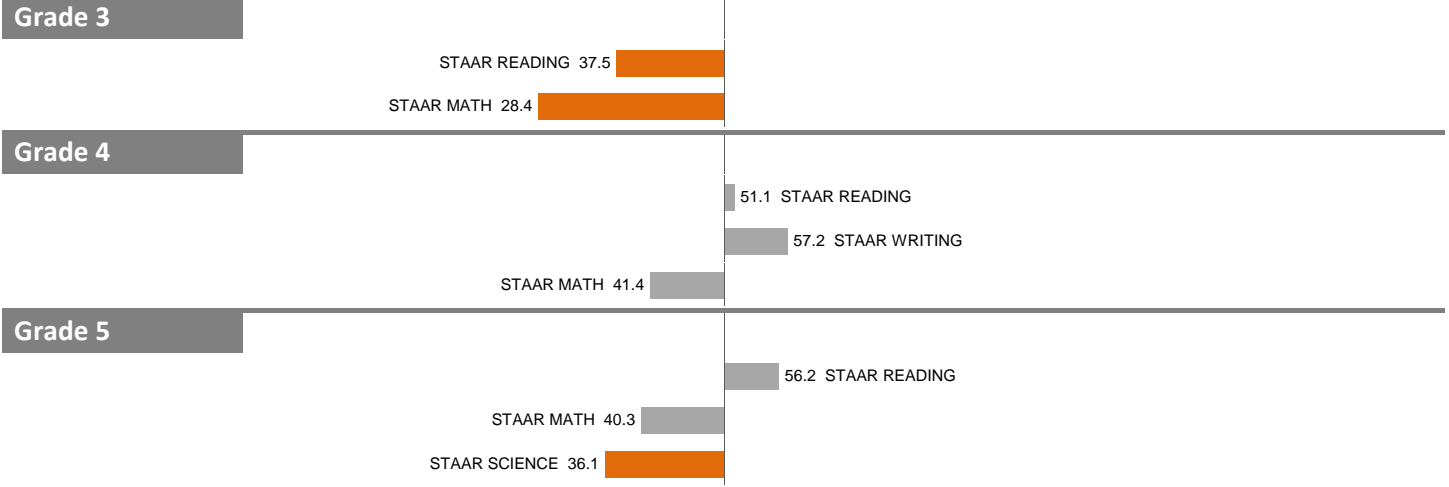 Grade 3
STAAR READING 37.5
STAAR MATH 28.4
Grade 4
51.1 STAAR READING
57.2 STAAR WRITING
STAAR MATH 41.4
Grade 5
56.2 STAAR READING
STAAR MATH 40.3
STAAR SCIENCE 36.1